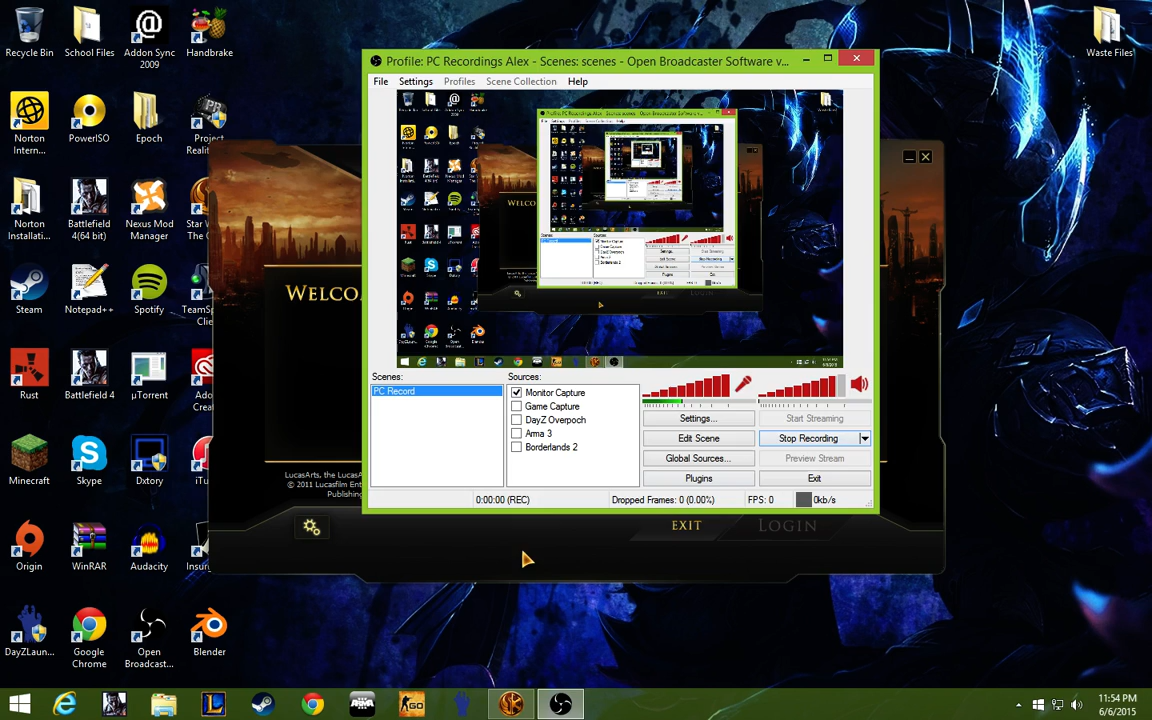 Recycle Bin
School Files
Addon Sync
2009
Handbrake
Waste Files
Norton
Intern...
PowerISO
Epoch
Project
Realit
Norton
Installati...
Battlefield
4(64 bit)
Nexus Mod
Manager
Star W
The O
Steam
Notepad++
Spotify
TeamSp
Clie
Rust
Battlefield 4
µTorrent
Ado
Creat
Minecraft
Skype
Dxtory
iTu
Origin
WinRAR
Audacity
Insur
DayZLaun...
Google
Chrome
Open
Broadcast...
Blender
Profile: PC Recordings Alex - Scenes: scenes - Open Broadcaster Software v...
File Settings Profiles Scene Collection Help
Scenes:
PC Record
Sources:
Monitor Capture
Game Capture
DayZ Overpoch
Arma 3
Borderlands 2
Settings...
Start Streaming
Edit Scene
Stop Recording
Global Sources...
Preview Stream
Plugins
Exit
0:00:00 (REC)
Dropped Frames: 0 (0.00%)
FPS: 0
0kb/s
WELCO
LucasArts, the LucasA
© 2011 Lucasfilm Ent
Publishing
EXIT
LOGIN
ARMA
GO
11:54 PM
6/6/2015